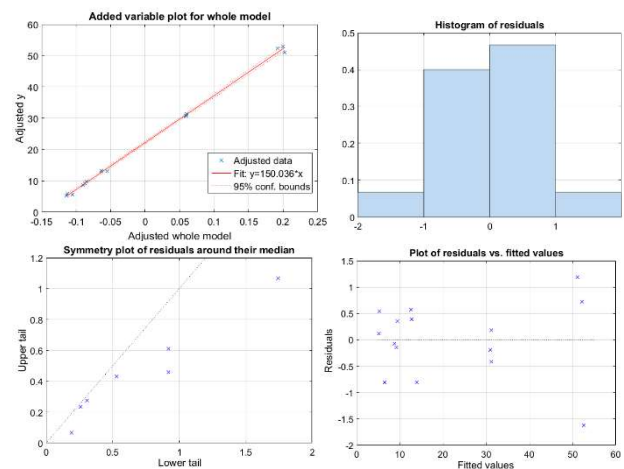 Added variable plot for whole model
60
50
40
30
20
10
0
Adjusted y
-0.15 -0.1 -0.05 0 0.05 0.1 0.15 0.2 0.25
Adjusted whole model
Adjusted data
Fit: y=150.036*x
95% conf. bounds
Histogram of residuals
0.5
0.4
0.3
0.2
0.1
0
-2 -1 0 1
Symmetry plot of residuals around their median
1.2
1
0.8
0.6
0.4
0.2
0
Upper tail
0 0.5 1 1.5 2
Lower tail
Plot of residuals vs. fitted values
1.5
1
0.5
0
-0.5
-1
-1.5
-2
Residuals
0 10 20 30 40 50 60
Fitted values